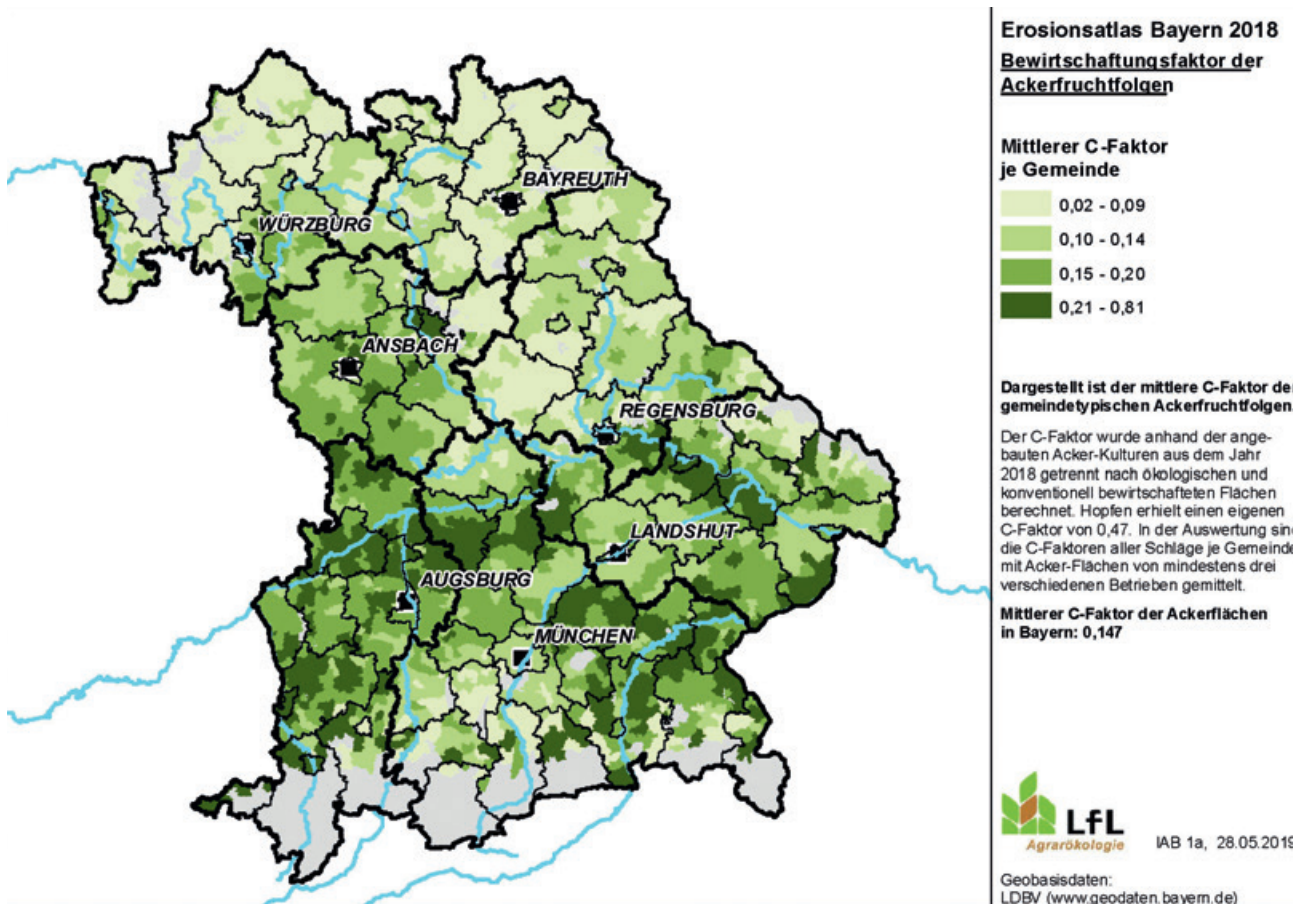 BAYREUTH
WÜRZBURG
ANSBACH
REGENSBURG
LANDSHUT
AUGSBURG
MÜNCHEN
Erosionsatlas Bayern 2018
Bewirtschaftungsfaktor der
Ackerfruchtfolgen
Mittlerer C-Faktor
je Gemeinde
0,02 - 0,09
0,10 - 0,14
0,15 - 0,20
0,21 - 0,81
Dargestellt ist der mittlere C-Faktor der
gemeindetypischen Ackerfruchtfolgen.
Der C-Faktor wurde anhand der ange-
bauten Acker-Kulturen aus dem Jahr
2018 getrennt nach ökologischen und
konventionell bewirtschafteten Flächen
berechnet. Hopfen erhielt einen eigenen
C-Faktor von 0,47. In der Auswertung sind
die C-Faktoren aller Schläge je Gemeinde
mit Acker-Flächen von mindestens drei
verschiedenen Betrieben gemittelt.
Mittlerer C-Faktor der Ackerflächen
in Bayern: 0,147
LfL
Agrarökologie
IAB 1a, 28.05.2019
Geobasisdaten:
LDBV (www.geodaten.bayern.de)